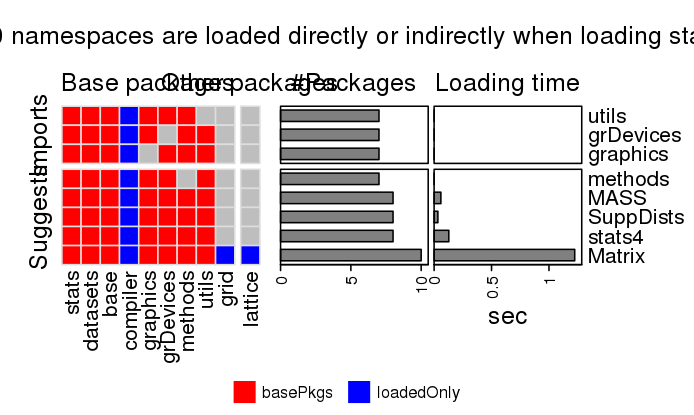 0 namespaces are loaded directly or indirectly when loading sta
Base packages
Other packages
#Packages
Loading time
Imports
Suggests
utils
grDevices
graphics
methods
MASS
SuppDists
stats4
Matrix
stats
datasets
base
compiler
graphics
grDevices
methods
utils
grid
lattice
0 5 10
0 0.5 1
sec
basePkgs
loadedOnly